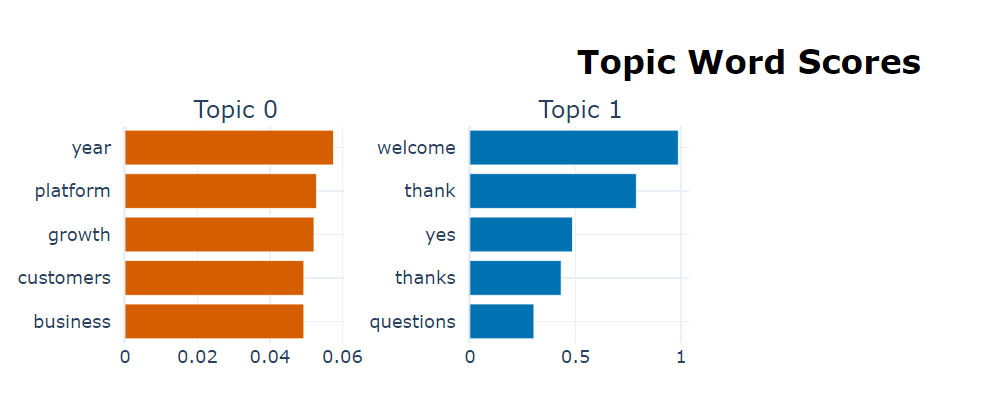 Topic Word Scores
Topic 0
year
platform
growth
customers
business
0 0.02 0.04 0.06
Topic 1
welcome
thank
yes
thanks
questions
0 0.5 1